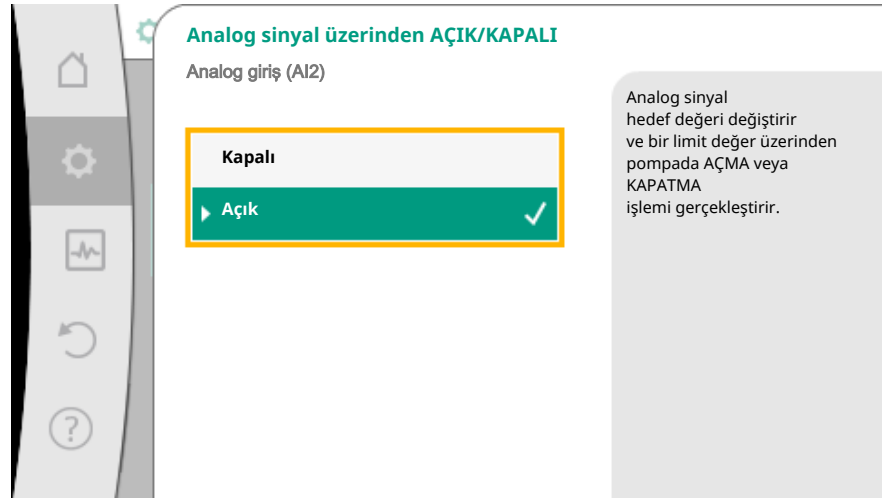 Analog sinyal üzerinden AÇIK/KAPALI
Analog giriş (AI2)
Kapalı
Açık
Analog sinyal
hedef değeri değiştirir
ve bir limit değer üzerinden
pompada AÇMA veya
KAPATMA
işlemi gerçekleştirir.
?